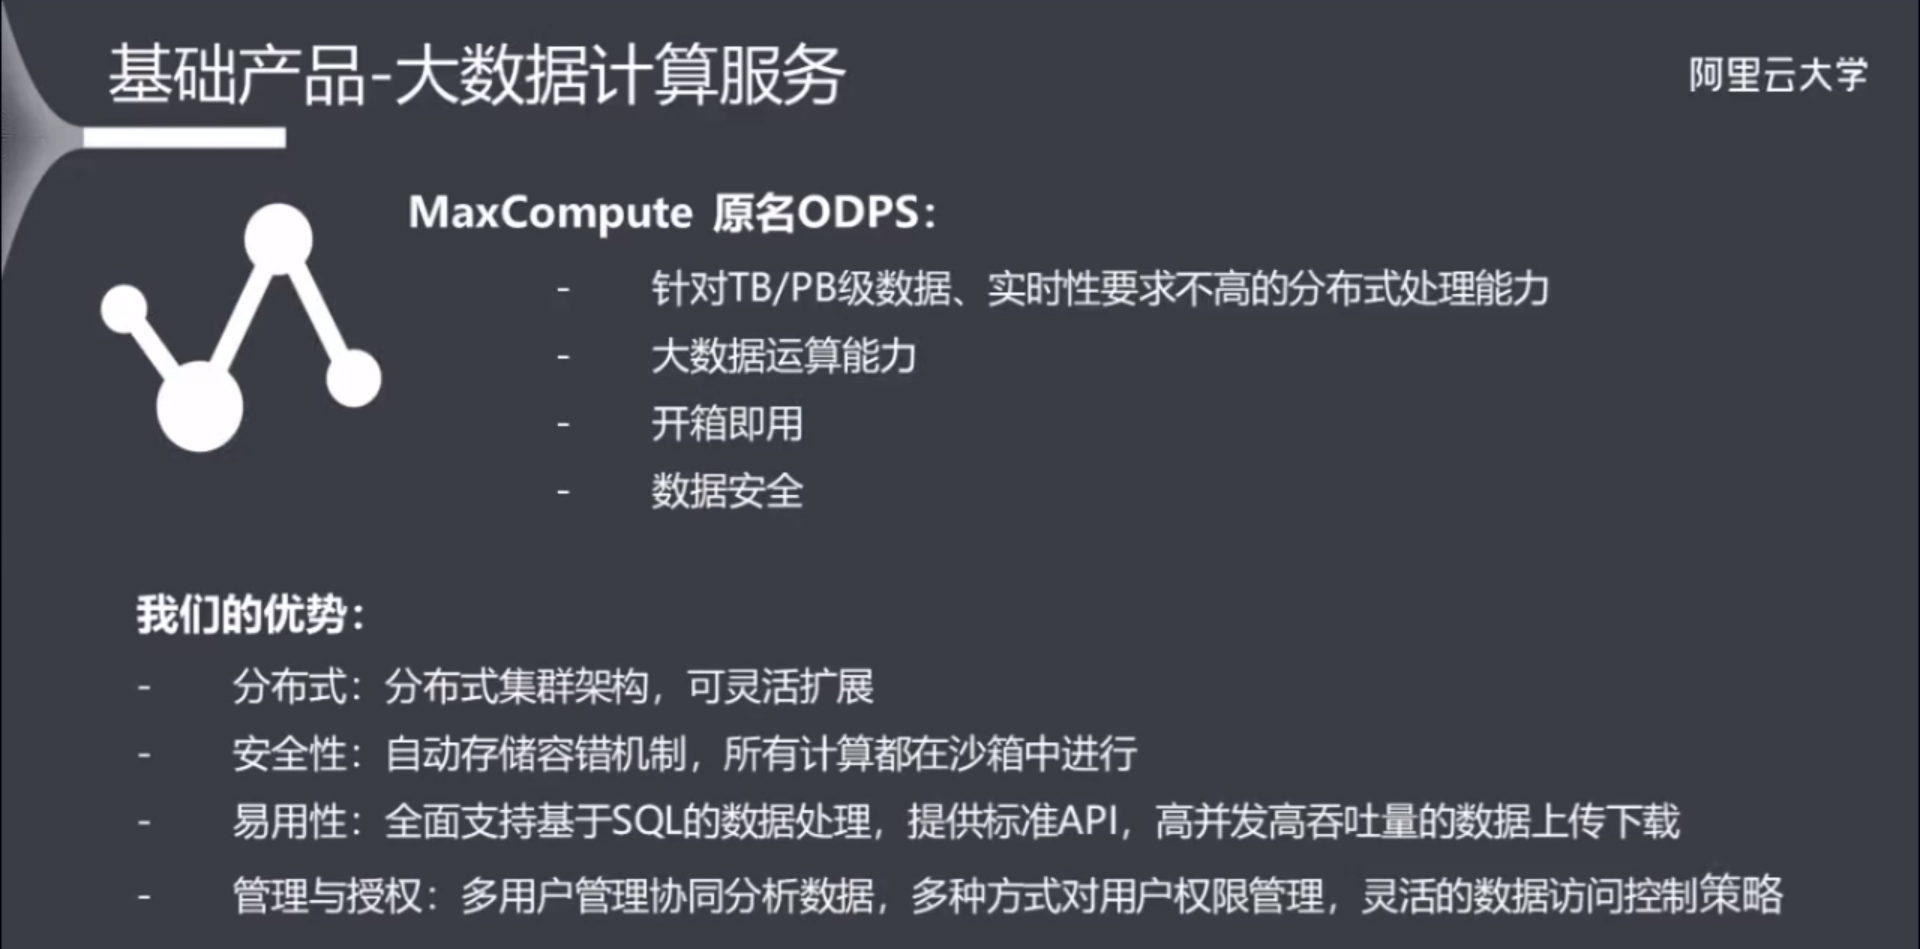 基础产品-大数据计算服务
阿里云大学
MaxCompute 原名ODPS：
- 针对TB/PB级数据、实时性要求不高的分布式处理能力
- 大数据运算能力
- 开箱即用
- 数据安全
我们的优势：
- 分布式：分布式集群架构，可灵活扩展
- 安全性：自动存储容错机制，所有计算都在沙箱中进行
- 易用性：全面支持基于SQL的数据处理，提供标准API，高并发高吞吐量的数据上传下载
- 管理与授权：多用户管理协同分析数据，多种方式对用户权限管理，灵活的数据访问控制策略